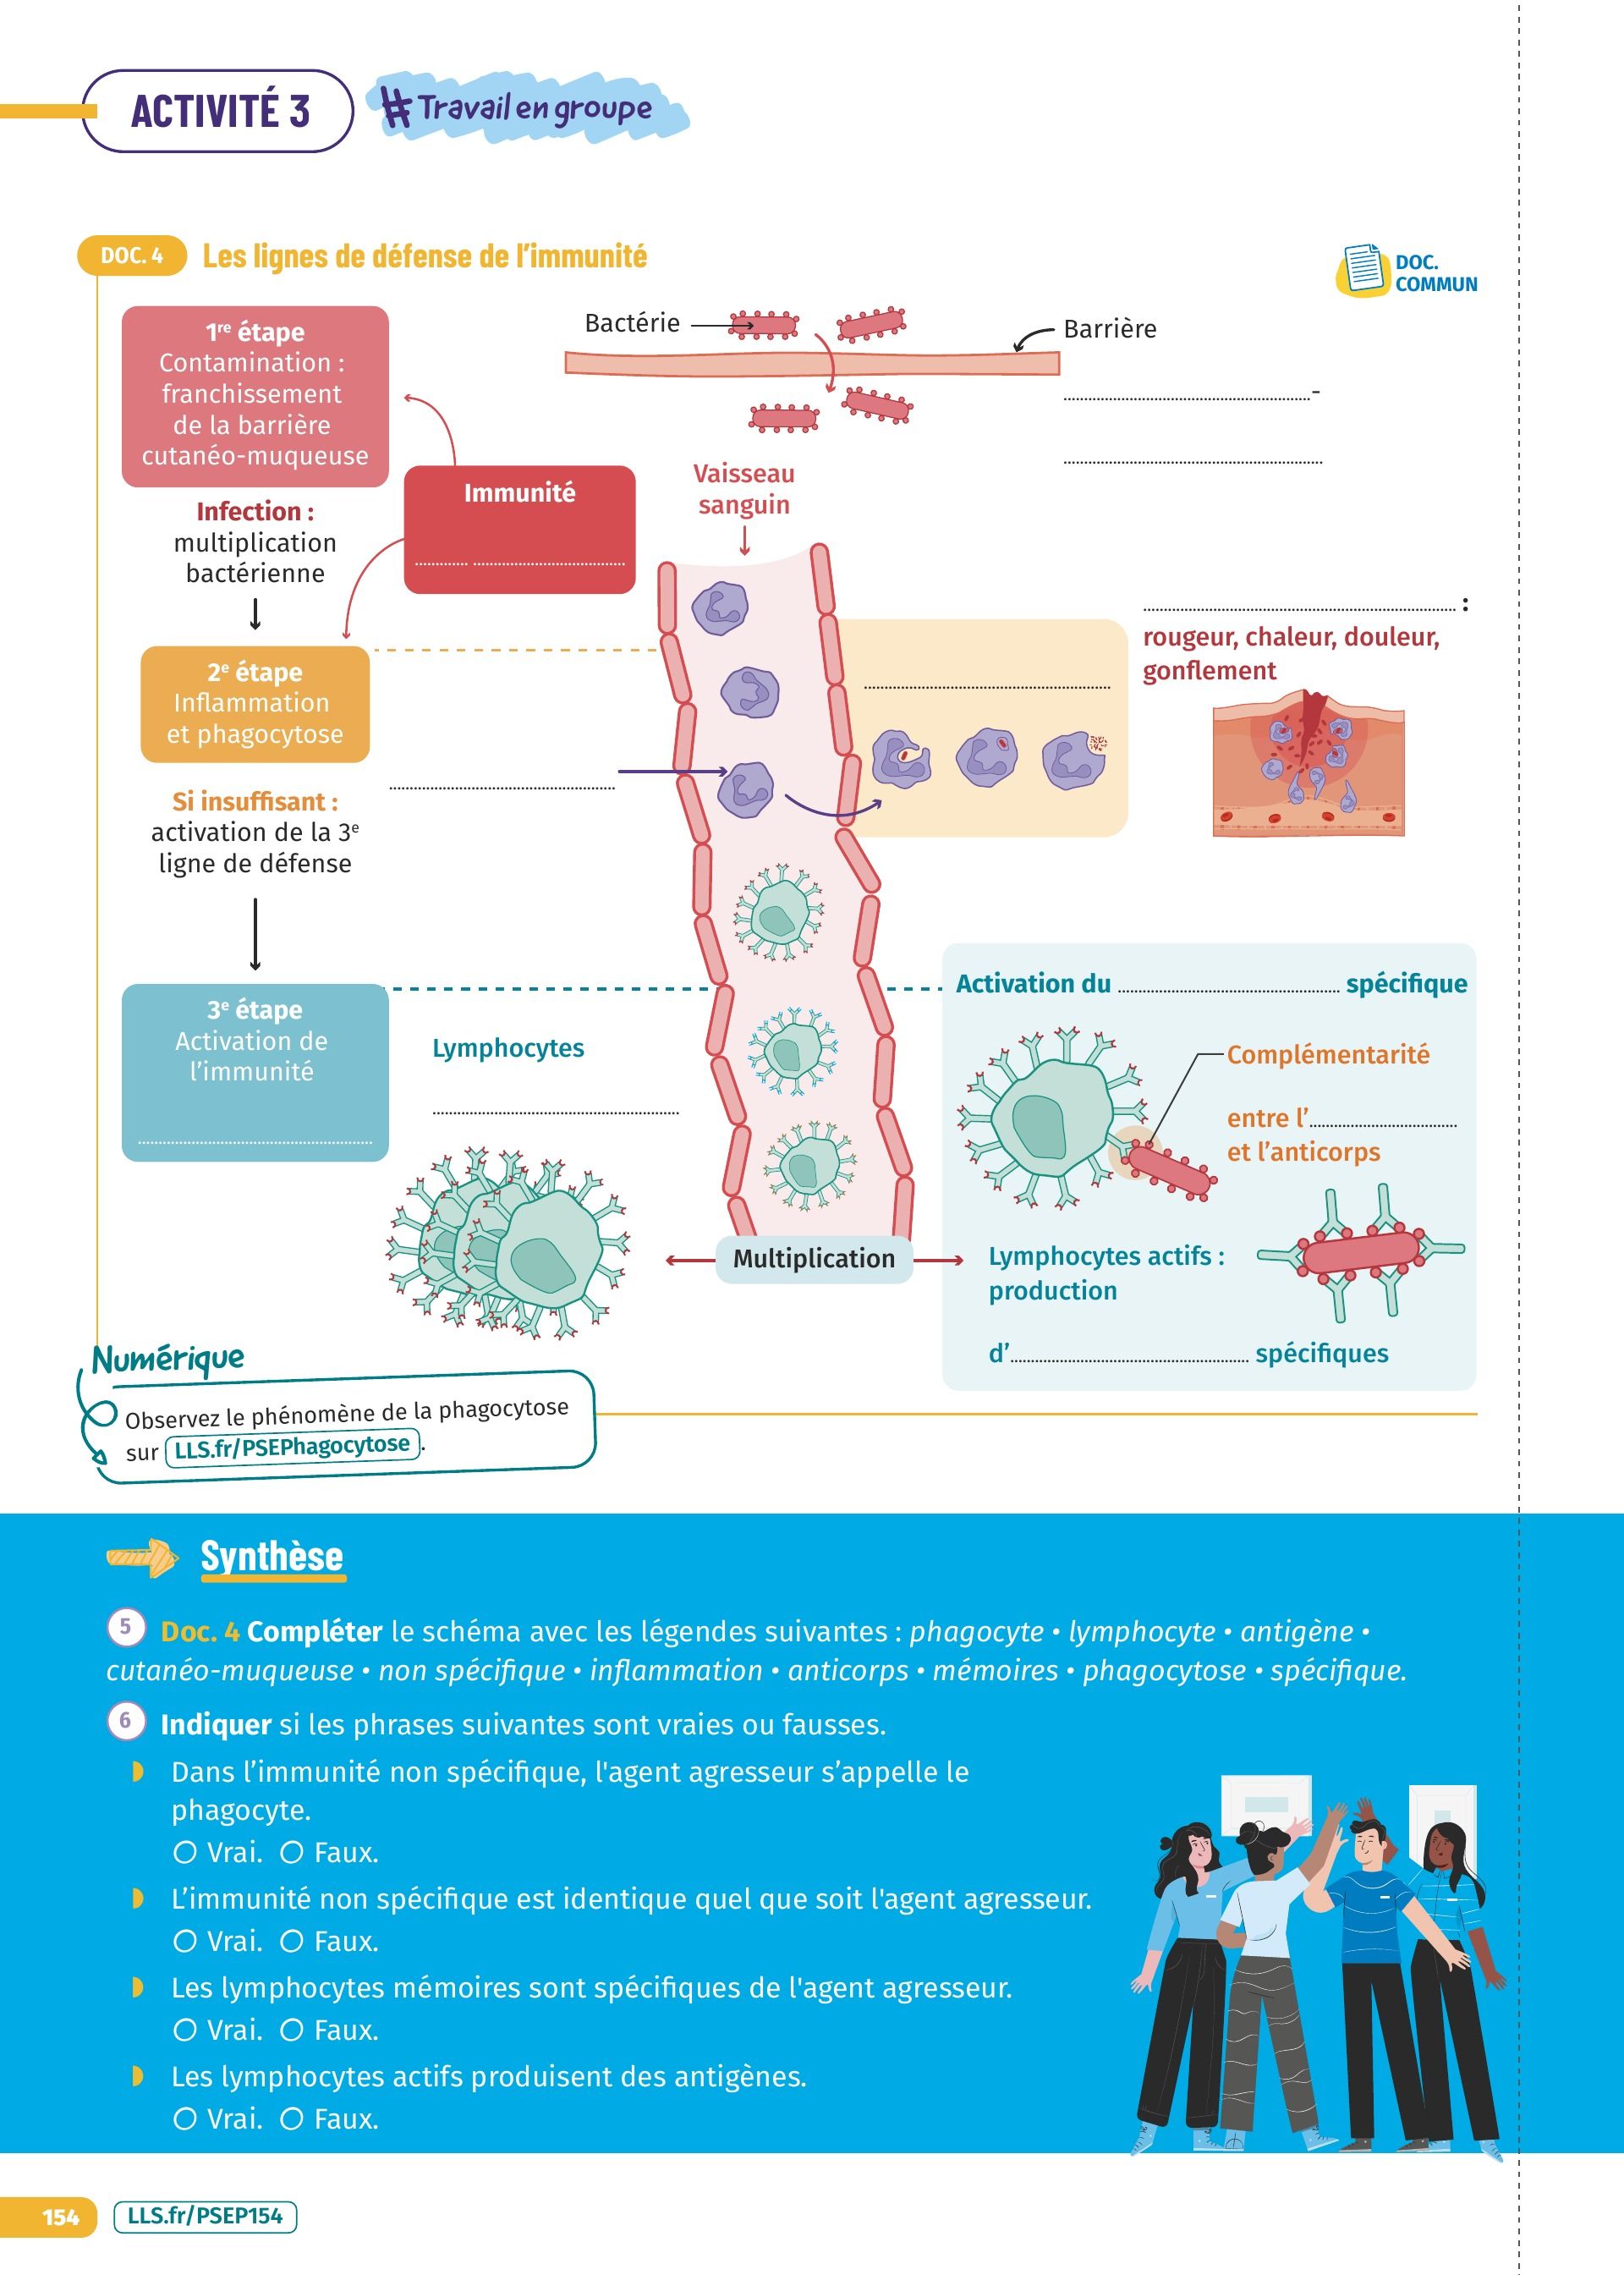 ACTIVITÉ 3
#Travail en groupe
DOC. 4
Les lignes de défense de l'immunité
DOC.
COMMUN
1re étape
Contamination :
franchissement
de la barrière
cutanéo-muqueuse
Bactérie
Barrière
-
Infection :
multiplication
bactérienne
Immunité
Vaisseau
sanguin
:
rougeur, chaleur, douleur,
gonflement
2e étape
Inflammation
et phagocytose
Si insuffisant :
activation de la 3e
ligne de défense
3e étape
Activation de
l'immunité
Lymphocytes
Activation du spécifique
Complémentarité
entre l'
et l'anticorps
Multiplication
Lymphocytes actifs :
production
d' spécifiques
Numérique
Observez le phénomène de la phagocytose
sur LLS.fr/PSEPhagocytose.
Synthèse
5 Doc. 4 Compléter le schéma avec les légendes suivantes : phagocyte • lymphocyte • antigène •
cutanéo-muqueuse • non spécifique • inflammation • anticorps • mémoires • phagocytose • spécifique.
6 Indiquer si les phrases suivantes sont vraies ou fausses.
Dans l'immunité non spécifique, l'agent agresseur s'appelle le
phagocyte.
Vrai. Faux.
L'immunité non spécifique est identique quel que soit l'agent agresseur.
Vrai. Faux.
Les lymphocytes mémoires sont spécifiques de l'agent agresseur.
Vrai. Faux.
Les lymphocytes actifs produisent des antigènes.
Vrai. Faux.
154
LLS.fr/PSEP154